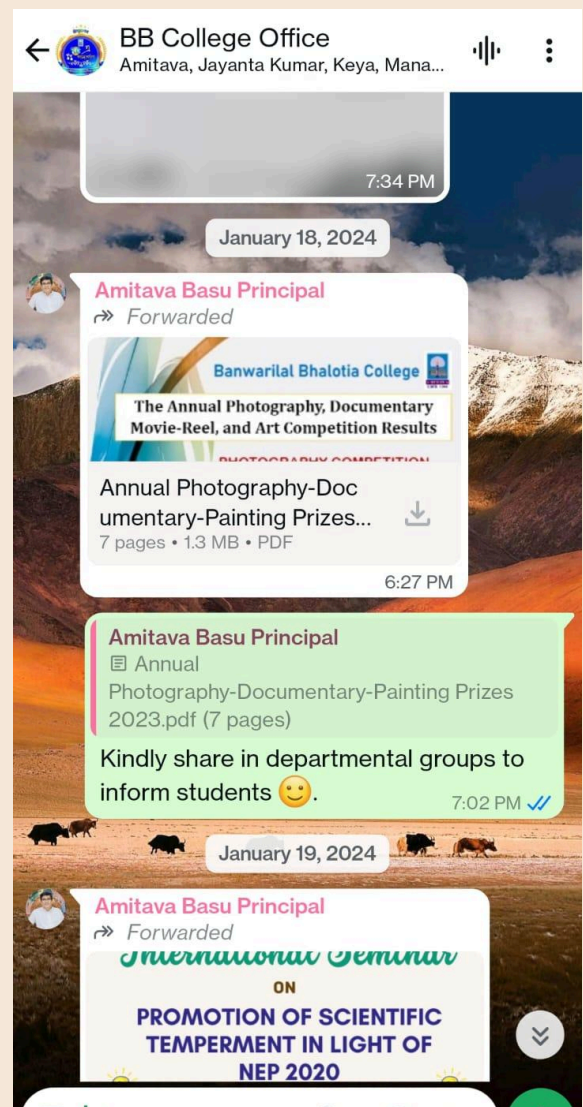 BB College Office
Amitava, Jayanta Kumar, Keya, Mana...
7:34 PM
January 18, 2024
Amitava Basu Principal
Forwarded
Banwarilal Bhalotia College
The Annual Photography, Documentary
Movie-Reel, and Art Competition Results
PHOTOGRAPHY COMPETITION
Annual Photography-Doc
umentary-Painting Prizes...
7 pages • 1.3 MB • PDF
6:27 PM
Amitava Basu Principal
Annual
Photography-Documentary-Painting Prizes
2023.pdf (7 pages)
Kindly share in departmental groups to
inform students 🙂.
7:02 PM
January 19, 2024
Amitava Basu Principal
Forwarded
International Seminar
ON
PROMOTION OF SCIENTIFIC
TEMPERMENT IN LIGHT OF
NEP 2020